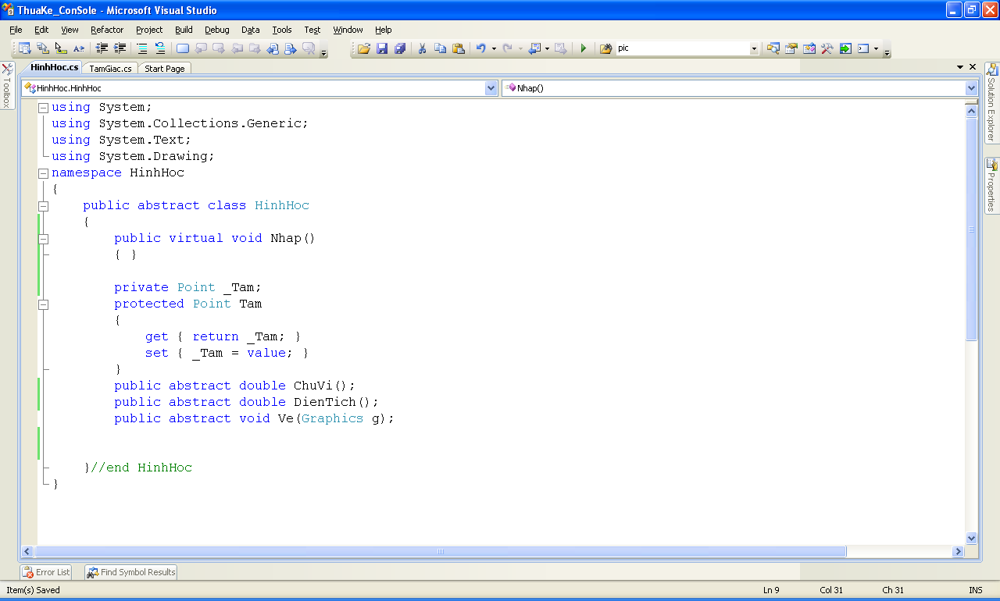 ThuaKe_ConSole - Microsoft Visual Studio
File Edit View Refactor Project Build Debug Data Tools Test Window Help
pic
HinhHoc.cs TamGiac.cs Start Page
HinhHoc.HinhHoc Nhap()
Toolbox
Solution Explorer
Properties
using System;
using System.Collections.Generic;
using System.Text;
using System.Drawing;
namespace HinhHoc
{
    public abstract class HinhHoc
    {
        public virtual void Nhap()
        { }
        private Point _Tam;
        protected Point Tam
        {
            get { return _Tam; }
            set { _Tam = value; }
        }
        public abstract double ChuVi();
        public abstract double DienTich();
        public abstract void Ve(Graphics g);
    }//end HinhHoc
}
Error List Find Symbol Results
Item(s) Saved Ln 9 Col 31 Ch 31 INS